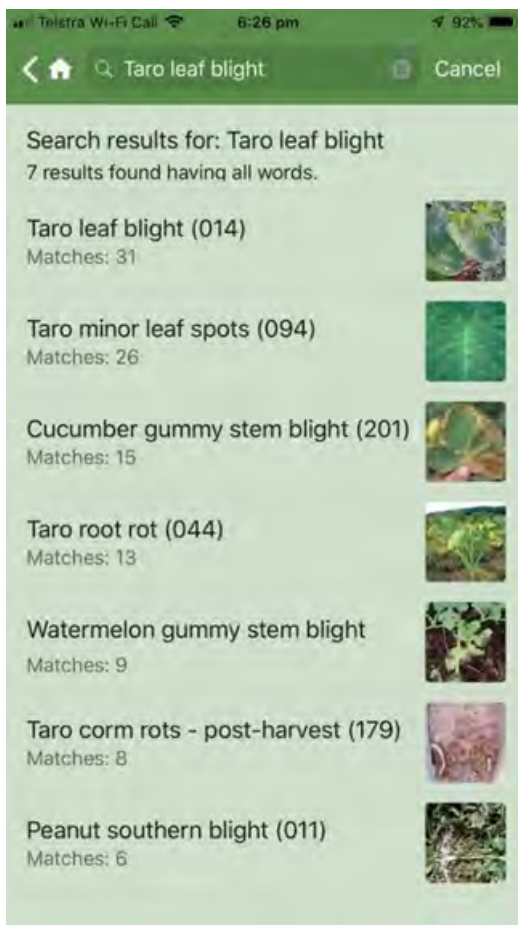 Telstra Wi-Fi Call 6:26 pm 92%
Taro leaf blight Cancel
Search results for: Taro leaf blight
7 results found having all words.
Taro leaf blight (014)
Matches: 31
Taro minor leaf spots (094)
Matches: 26
Cucumber gummy stem blight (201)
Matches: 15
Taro root rot (044)
Matches: 13
Watermelon gummy stem blight
Matches: 9
Taro corm rots - post-harvest (179)
Matches: 8
Peanut southern blight (011)
Matches: 6